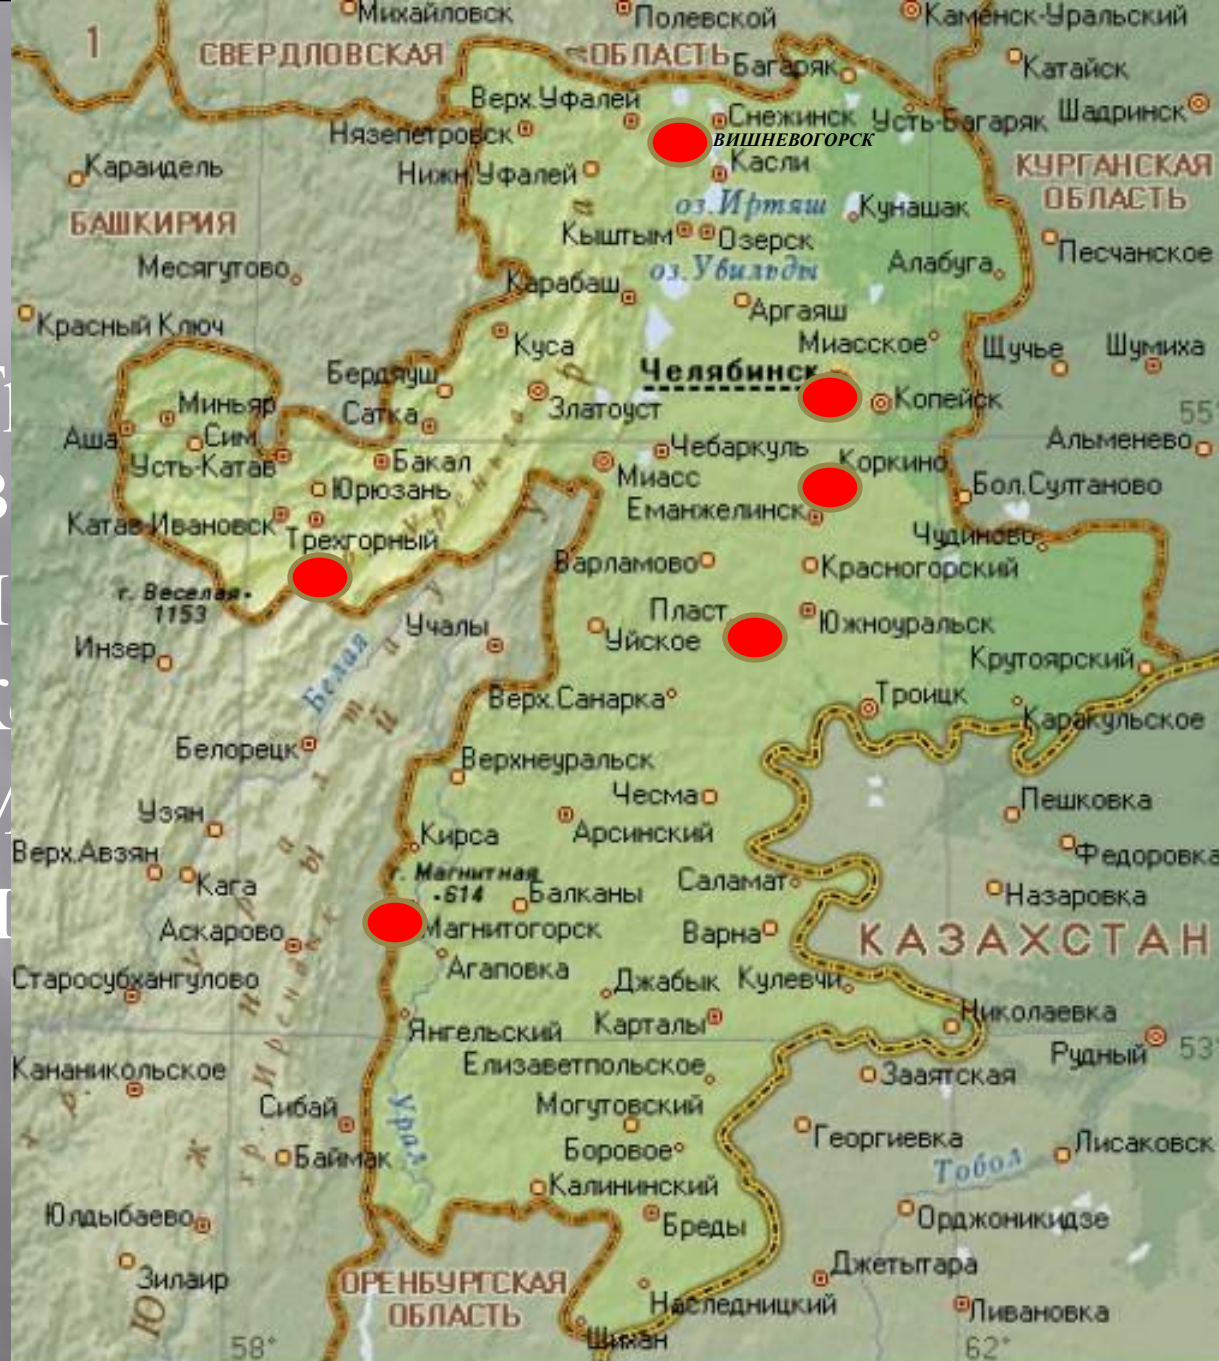 Михайловск
Полевской
Каменск-Уральский
1
СВЕРДЛОВСКАЯ
ОБЛАСТЬ
Багаряк
Катайск
Верх.Уфалей
Снежинск
Усть-Багаряк
Шадринск
Нязепетровск
ВИШНЕВОГОРСК
Караидель
Нижн.Уфалей
Касли
КУРГАНСКАЯ
ОБЛАСТЬ
БАШКИРИЯ
оз.Иртяш
Кунашак
Кыштым
Озерск
Песчанское
Месягутово
оз.Увильды
Алабуга
Карабаш
Аргаяш
Красный Ключ
Куса
Миасское
Щучье
Шумиха
Бердяуш
Челябинск
Миньяр
Сатка
Златоуст
Копейск
55°
Аша
Сим
Чебаркуль
Альменево
Усть-Катав
Бакал
Миасс
Коркино
Юрюзань
Бол.Султаново
Еманжелинск
Катав-Ивановск
Трехгорный
Чудиново
Варламово
Красногорский
г. Веселая
1153
Пласт
Учалы
Уйское
Южноуральск
Инзер
Крутоярский
Белая
Верх.Санарка
Троицк
Каракульское
Белорецк
Верхнеуральск
Чесма
Пешковка
Узян
Арсинский
Кирса
Верх.Авзян
Федоровка
г. Магнитная
614
Кага
Балканы
Саламат
Назаровка
Аскарово
Магнитогорск
Варна
КАЗАХСТАН
Агаповка
Старосубхангулово
Джабык
Кулевчи
Янгельский
Карталы
Николаевка
Рудный
53°
Кананикольское
Елизаветпольское
Зааятская
Сибай
Урал
Могутовский
Георгиевка
Лисаковск
Баймак
Боровое
Тобол
Калининский
Юлдыбаево
Бреды
Орджоникидзе
Зилаир
ОРЕНБУРГСКАЯ
ОБЛАСТЬ
Джетыгара
Наследницкий
Ливановка
Шихан
58°
62°